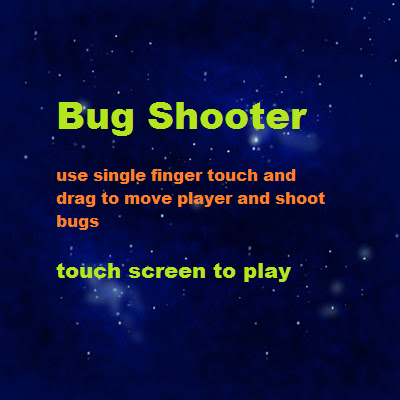 Bug Shooter
use single finger touch and
drag to move player and shoot
bugs
touch screen to play